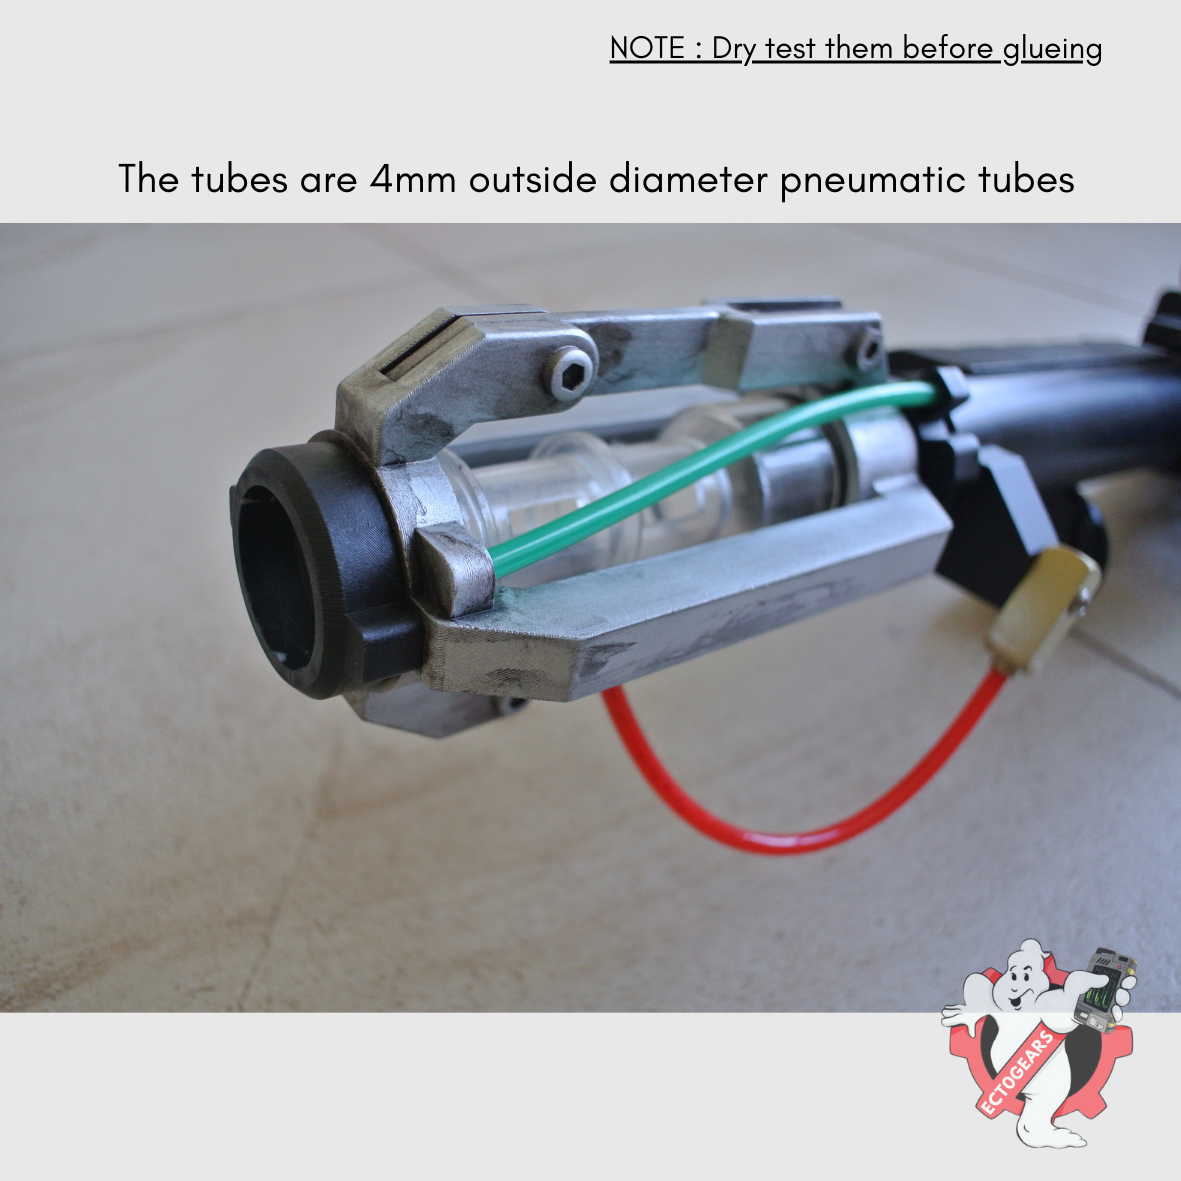 NOTE : Dry test them before glueing
The tubes are 4mm outside diameter pneumatic tubes
ECTOGEARS